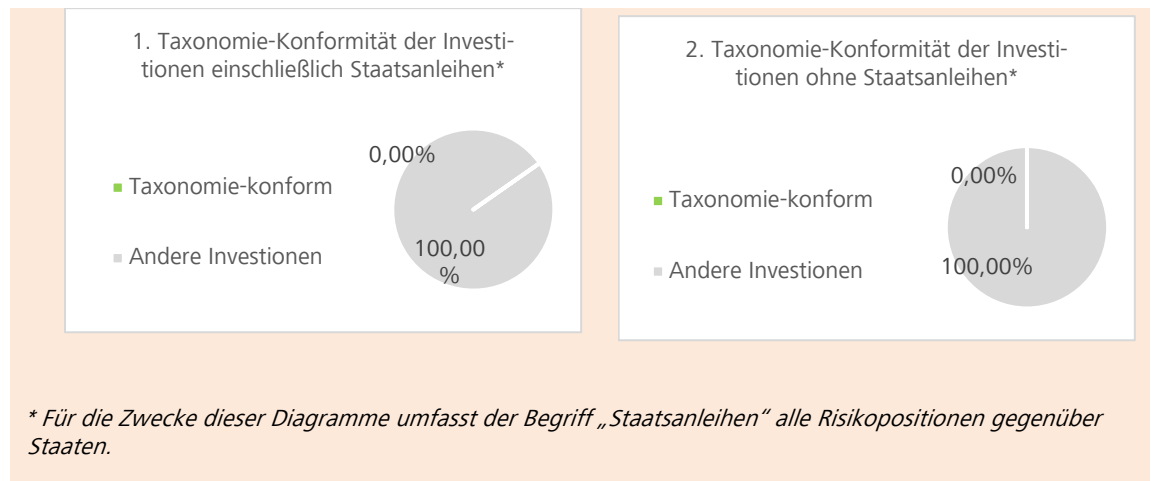 1. Taxonomie-Konformität der Investi-
tionen einschließlich Staatsanleihen*
0,00%
Taxonomie-konform
100,00
%
Andere Investionen
2. Taxonomie-Konformität der Investi-
tionen ohne Staatsanleihen*
0,00%
Taxonomie-konform
100,00%
Andere Investionen
* Für die Zwecke dieser Diagramme umfasst der Begriff „Staatsanleihen“ alle Risikopositionen gegenüber
Staaten.